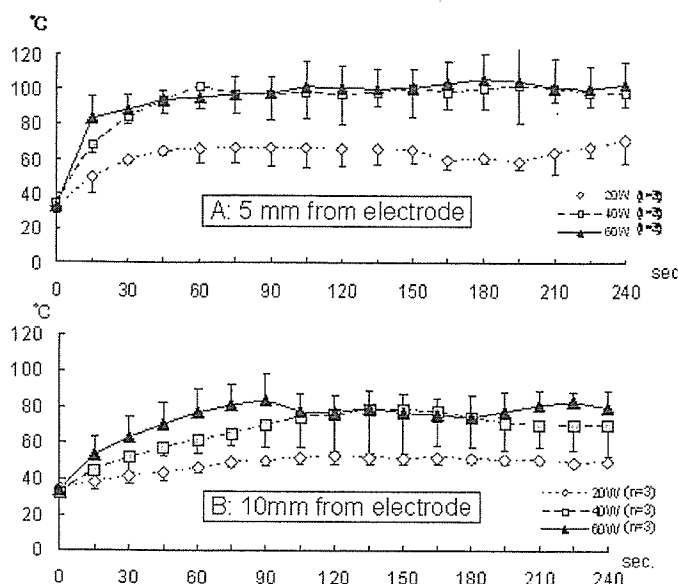 °C
120
100
80
60
40
20
0
A: 5 mm from electrode
20W (n=3)
40W (n=3)
60W (n=3)
0 30 60 90 120 150 180 210 240
sec
°C
120
100
80
60
40
20
0
B: 10mm from electrode
20W (n=3)
40W (n=3)
60W (n=3)
0 30 60 90 120 150 180 210 240
sec.